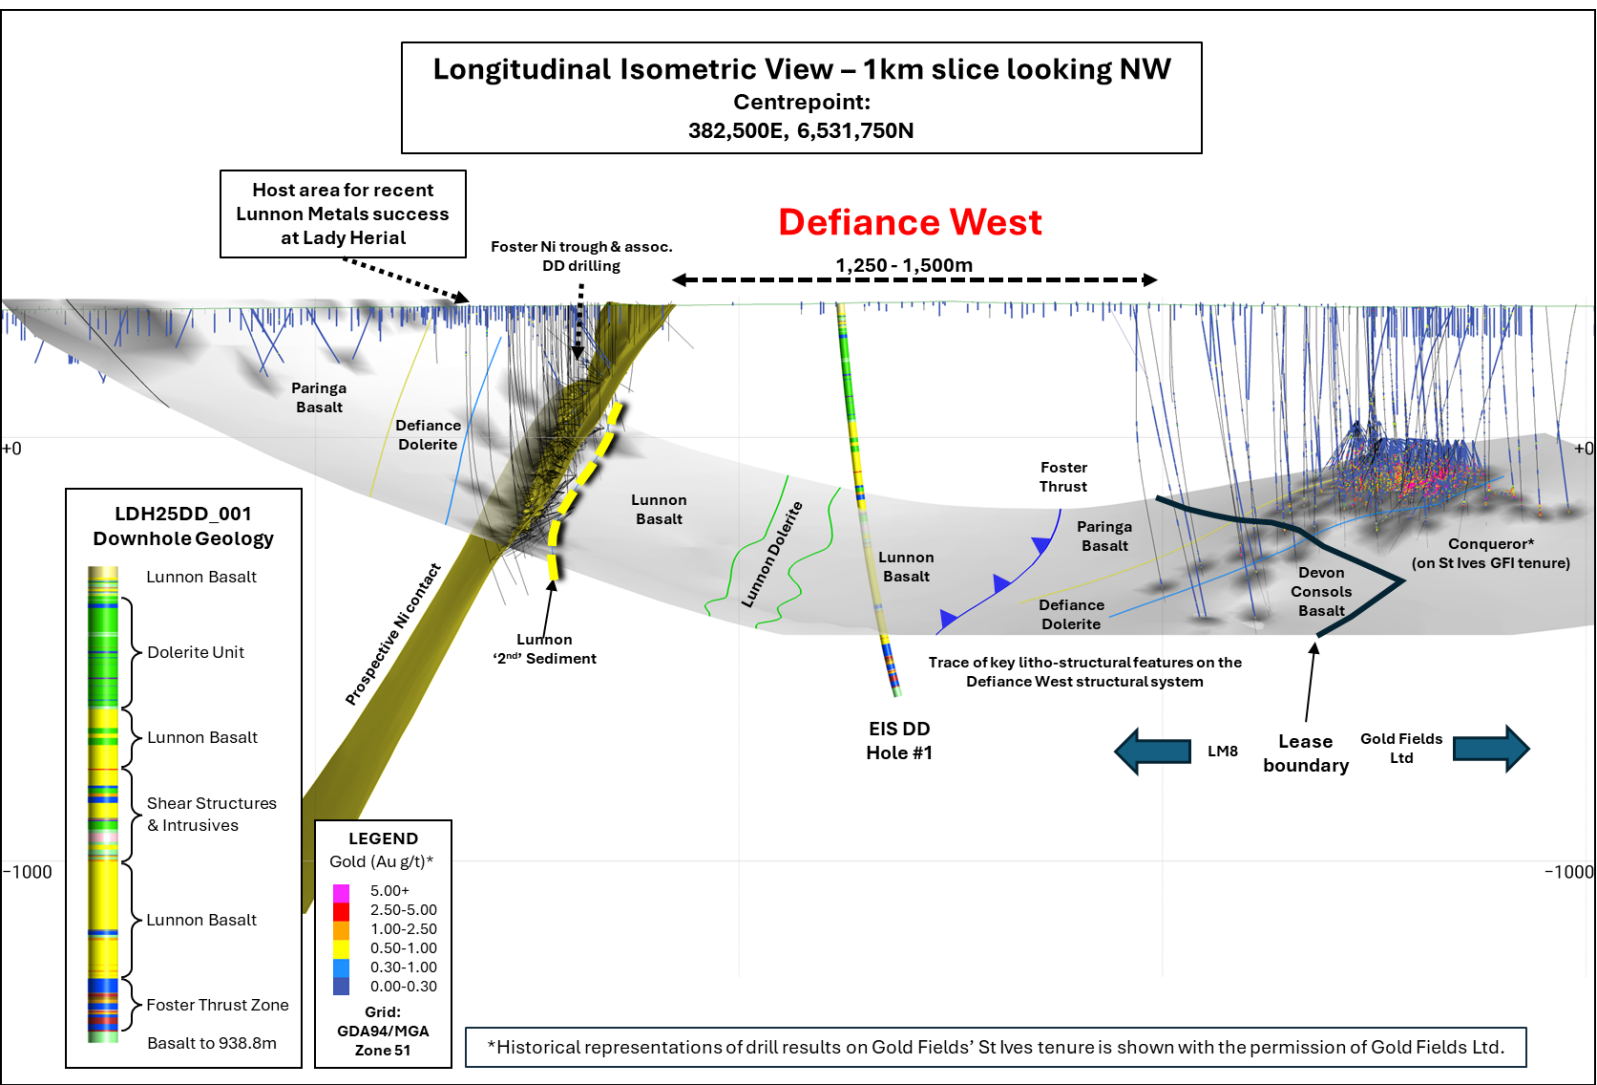 Longitudinal Isometric View – 1km slice looking NW
Centrepoint:
382,500E, 6,531,750N
Host area for recent
Lunnon Metals success
at Lady Herial
Foster Ni trough & assoc.
DD drilling
Defiance West
1,250 - 1,500m
Paringa
Basalt
Defiance
Dolerite
+0
+0
Lunnon
Basalt
Lunnon Dolerite
Lunnon
Basalt
Foster
Thrust
Paringa
Basalt
Defiance
Dolerite
Devon
Consols
Basalt
Conqueror*
(on St Ives GFI tenure)
Prospective Ni contact
Lunnon
‘2nd’ Sediment
Trace of key litho-structural features on the
Defiance West structural system
EIS DD
Hole #1
LM8
Lease
boundary
Gold Fields
Ltd
LDH25DD_001
Downhole Geology
Lunnon Basalt
Dolerite Unit
Lunnon Basalt
Shear Structures
& Intrusives
Lunnon Basalt
Foster Thrust Zone
Basalt to 938.8m
−1000
−1000
LEGEND
Gold (Au g/t)*
5.00+
2.50-5.00
1.00-2.50
0.50-1.00
0.30-1.00
0.00-0.30
Grid:
GDA94/MGA
Zone 51
*Historical representations of drill results on Gold Fields’ St Ives tenure is shown with the permission of Gold Fields Ltd.